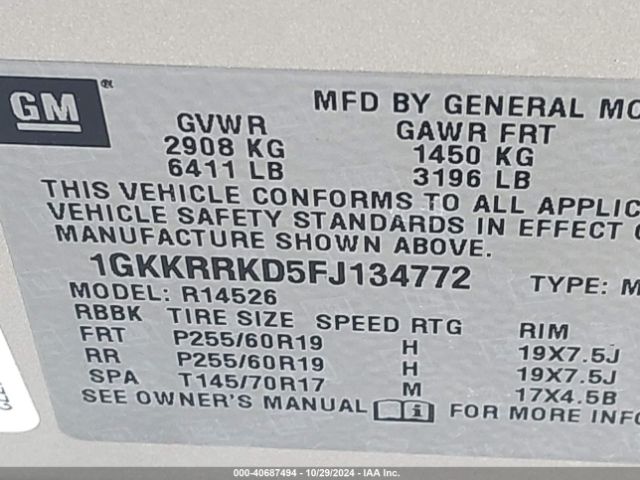 GM®
MFD BY GENERAL MO
GVWR
2908 KG
6411 LB
GAWR FRT
1450 KG
3196 LB
THIS VEHICLE CONFORMS TO ALL APPLIC
VEHICLE SAFETY STANDARDS IN EFFECT
MANUFACTURE SHOWN ABOVE.
1GKKRRKD5FJ134772 TYPE: M
MODEL: R14526
RBBK TIRE SIZE SPEED RTG RIM
FRT P255/60R19 H 19X7.5J
RR P255/60R19 H 19X7.5J
SPA T145/70R17 M 17X4.5B
SEE OWNER'S MANUAL i FOR MORE INFO
000-40687494 - 10/29/2024 - IAA Inc.